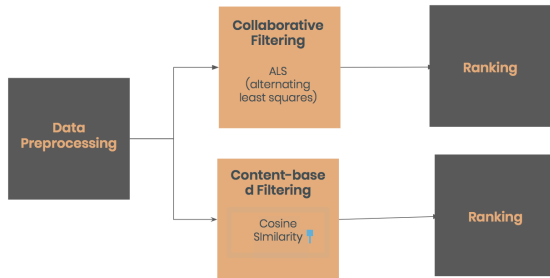 Collaborative
Filtering
ALS
(alternating
least squares)
Ranking
Data
Preprocessing
Content-base
d Filtering
Cosine
SImilarity
Ranking